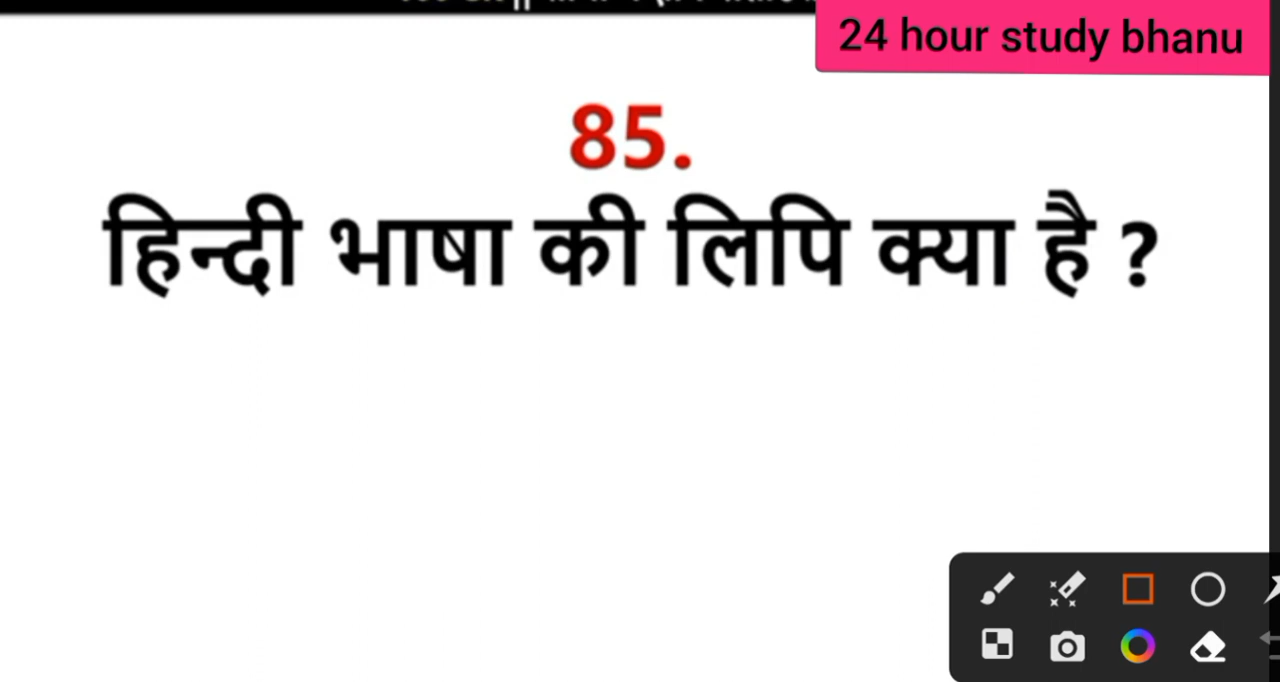 24 hour study bhanu
85.
हिन्दी भाषा की लिपि क्या है ?